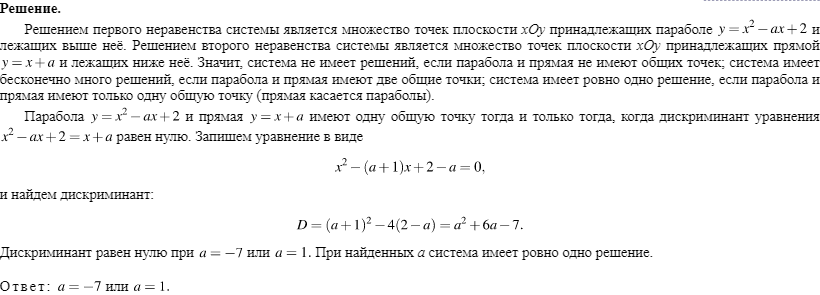 Решение.
Решением первого неравенства системы является множество точек плоскости xOy принадлежащих параболе y = x² − ax + 2 и
лежащих выше неё. Решением второго неравенства системы является множество точек плоскости xOy принадлежащих прямой
y = x + a и лежащих ниже неё. Значит, система не имеет решений, если парабола и прямая не имеют общих точек; система имеет
бесконечно много решений, если парабола и прямая имеют две общие точки; система имеет ровно одно решение, если парабола и
прямая имеют только одну общую точку (прямая касается параболы).
Парабола y = x² − ax + 2 и прямая y = x + a имеют одну общую точку тогда и только тогда, когда дискриминант уравнения
x² − ax + 2 = x + a равен нулю. Запишем уравнение в виде
x² − (a + 1)x + 2 − a = 0,
и найдем дискриминант:
D = (a + 1)² − 4(2 − a) = a² + 6a − 7.
Дискриминант равен нулю при a = −7 или a = 1. При найденных a система имеет ровно одно решение.
Ответ: a = −7 или a = 1.